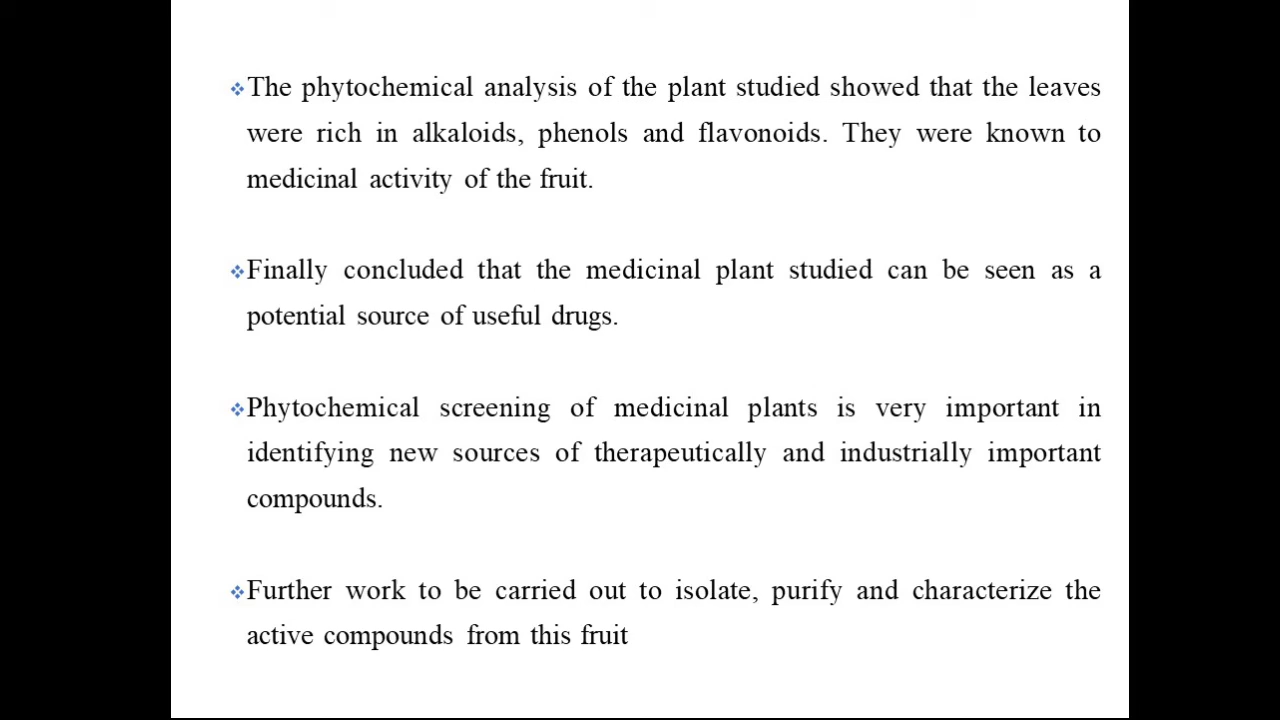 ❖The phytochemical analysis of the plant studied showed that the leaves
were rich in alkaloids, phenols and flavonoids. They were known to
medicinal activity of the fruit.
❖Finally concluded that the medicinal plant studied can be seen as a
potential source of useful drugs.
❖Phytochemical screening of medicinal plants is very important in
identifying new sources of therapeutically and industrially important
compounds.
❖Further work to be carried out to isolate, purify and characterize the
active compounds from this fruit